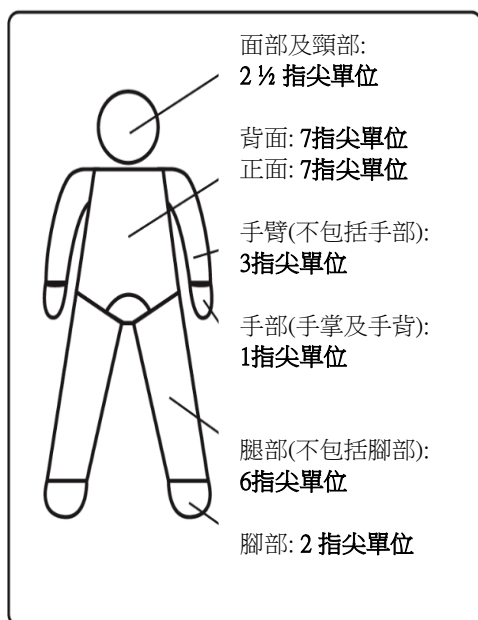 面部及頸部:
2 ½ 指尖單位
背面: 7指尖單位
正面: 7指尖單位
手臂(不包括手部):
3指尖單位
手部(手掌及手背):
1指尖單位
腿部(不包括腳部):
6指尖單位
腳部: 2 指尖單位